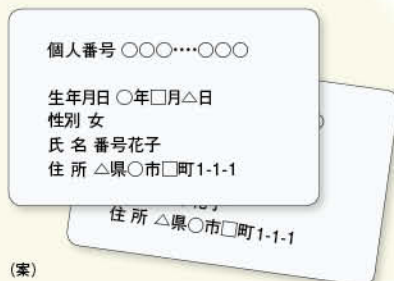 個人番号 ○○○····○○○
生年月日 ○年□月△日
性別 女
氏 名 番号花子
住 所 △県○市□町1-1-1
住 所 △県○市□町1-1-1
(案)